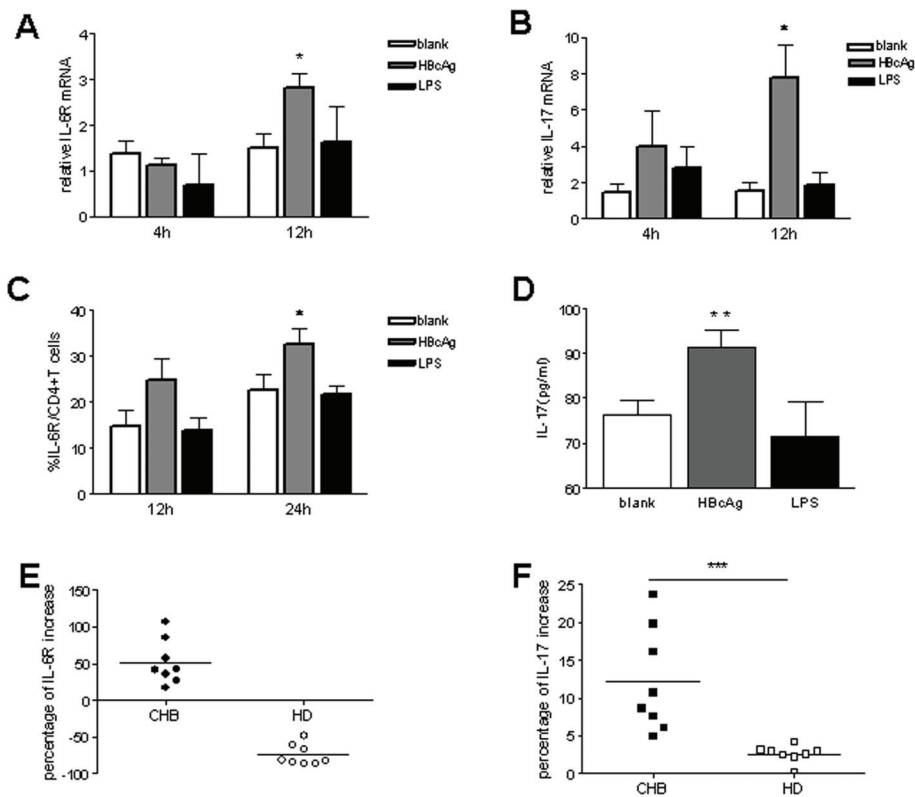 A
relative IL-6R mRNA
4
3
2
1
0
*
4h
12h
blank
HBcAg
LPS
B
relative IL-17 mRNA
10
8
6
4
2
0
*
4h
12h
blank
HBcAg
LPS
C
%IL-6R/CD4+T cells
40
30
20
10
0
*
12h
24h
blank
HBcAg
LPS
D
IL-17(pg/ml)
100
90
80
70
60
* *
blank HBcAg LPS
E
percentage of IL-6R increase
150
100
50
0
-50
-100
CHB HD
F
percentage of IL-17 increase
25
20
15
10
5
0
***
CHB HD